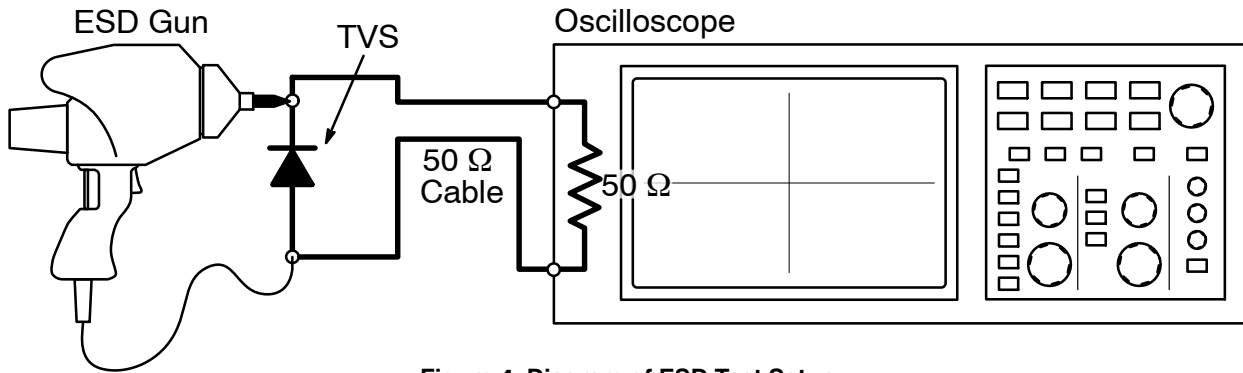 ESD Gun
TVS
Oscilloscope
50 Ω
Cable
50 Ω
Figure 4. Diagram of ESD Test Setup